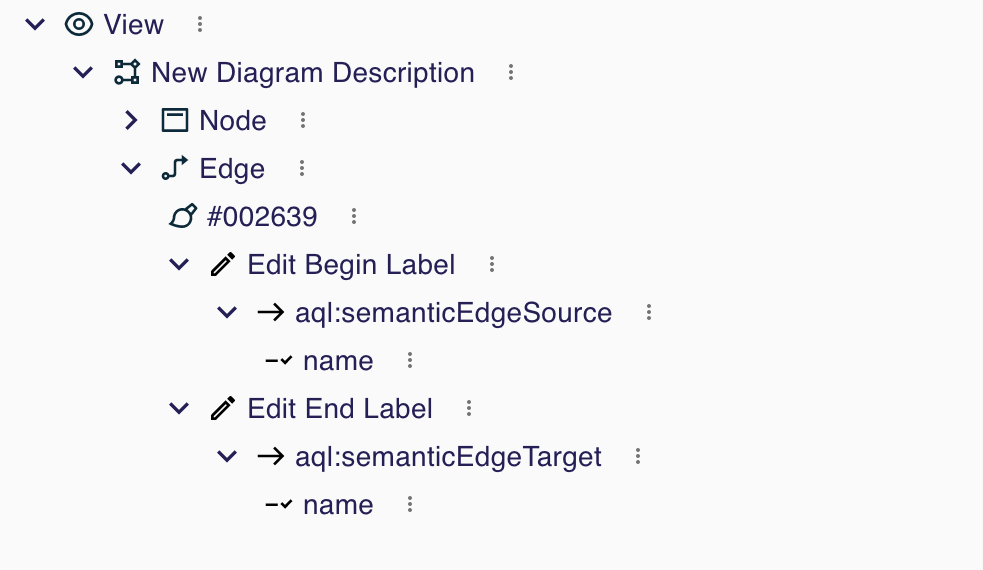 View
New Diagram Description
Node
Edge
#002639
Edit Begin Label
aql:semanticEdgeSource
name
Edit End Label
aql:semanticEdgeTarget
name